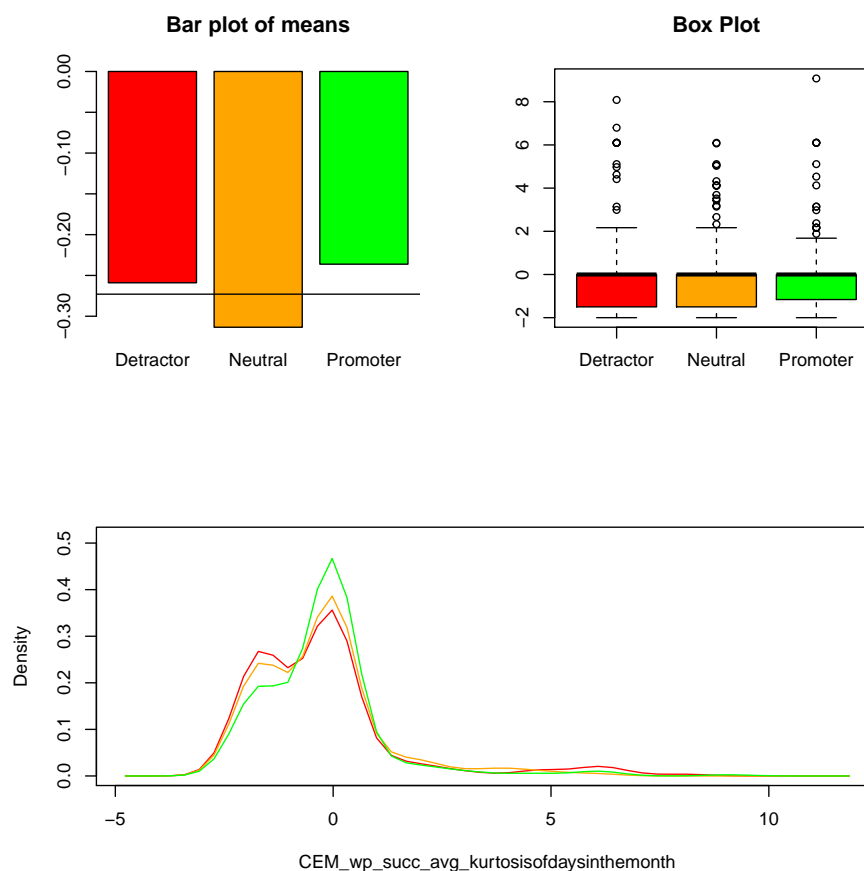 Bar plot of means
0.00
−0.10
−0.20
−0.30
Detractor Neutral Promoter
Box Plot
8
6
4
2
0
−2
Detractor Neutral Promoter
0.5
0.4
0.3
0.2
0.1
0.0
Density
−5 0 5 10
CEM_wp_succ_avg_kurtosisofdaysinthemonth